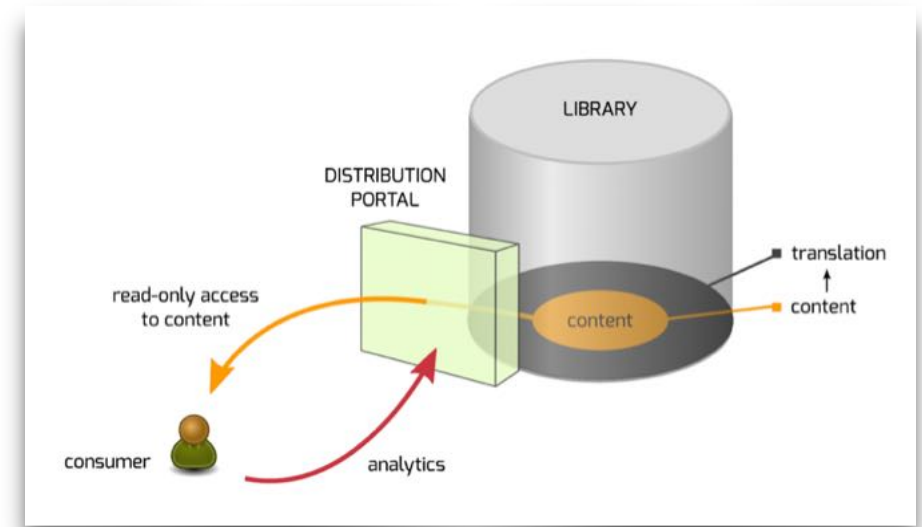 LIBRARY
DISTRIBUTION
PORTAL
translation
read-only access
to content
content
content
consumer
analytics